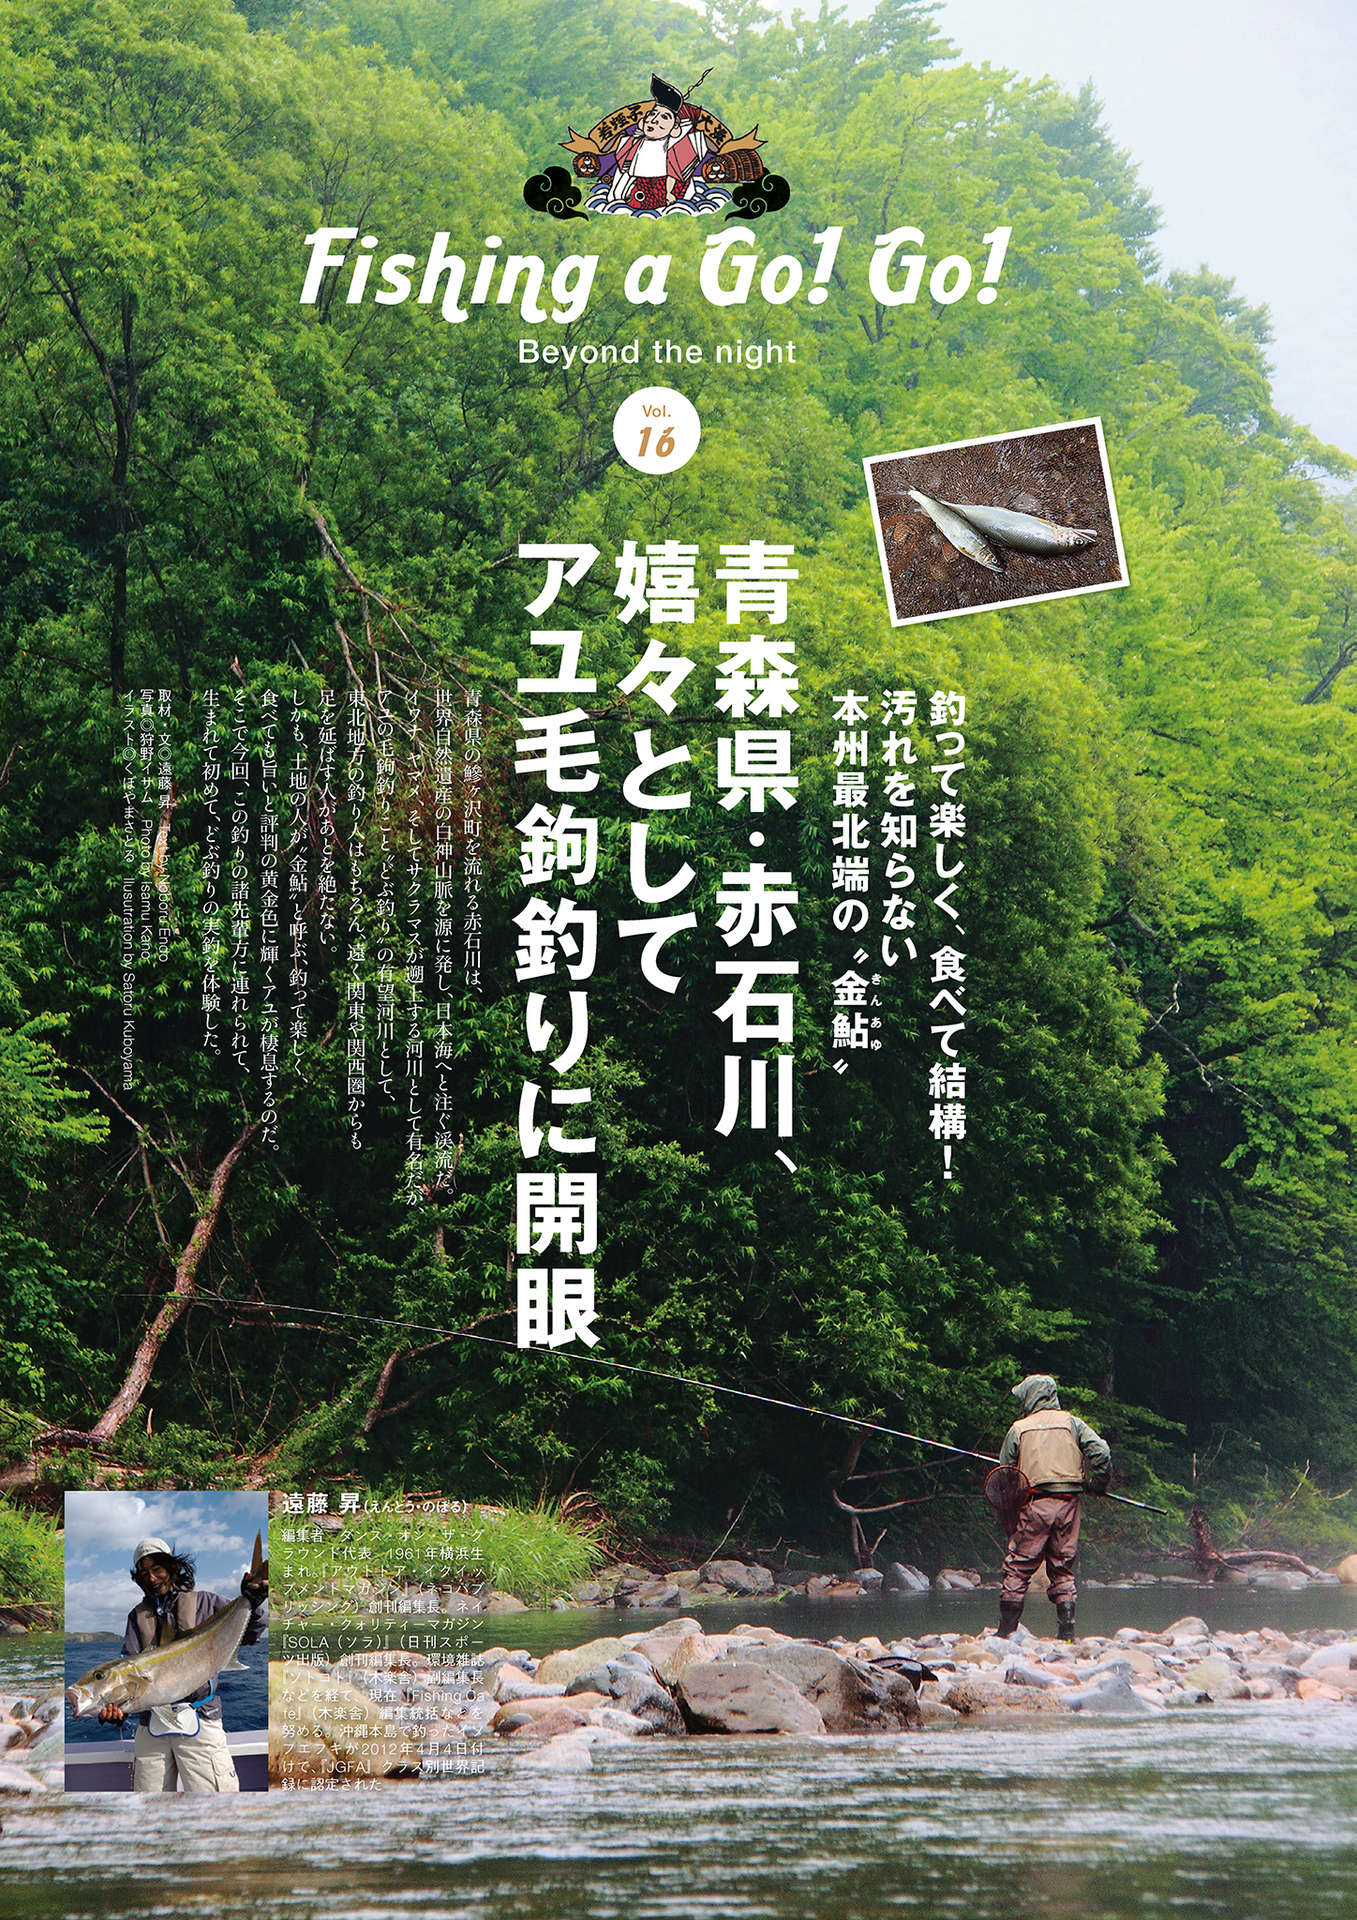 若蛭子
大漁
Fishing a Go! Go!
Beyond the night
Vol.
16
釣って楽しく、食べて結構！
汚れを知らない
本州最北端の〝金鮎〟
きんあゆ
青森県・赤石川、
嬉々として
アユ毛鉤釣りに開眼
青森県の鰺ヶ沢町を流れる赤石川は、
世界自然遺産の白神山脈を源に発し、日本海へと注ぐ渓流だ。
イワナ、ヤマメ、そしてサクラマスが遡上する河川として有名だが、
アユの毛鉤釣りこと〝どぶ釣り〟の有望河川として、
東北地方の釣り人はもちろん、遠く関東や関西圏からも
足を延ばす人があとを絶たない。
しかも、土地の人が〝金鮎〟と呼ぶ、釣って楽しく、
食べても旨いと評判の黄金色に輝くアユが棲息するのだ。
そこで今回、この釣りの諸先輩方に連れられて、
生まれて初めて、どぶ釣りの実釣を体験した。
取材・文◎遠藤 昇 Text by Noboru Endo
写真◎狩野イサム Photo by Isamu Kano
イラスト◎くぼやまさとる Illusutration by Satoru Kuboyama
遠藤 昇（えんどう・のぼる）
編集者 ダンス・オン・ザ・グ
ラウンド代表 1961年横浜生
まれ。『アウトドア・イクイッ
プメントマガジン』（ネコパブ
リッシング）創刊編集長。ネイ
チャー・クォリティーマガジン
『SOLA（ソラ）』（日刊スポー
ツ出版）創刊編集長。環境雑誌
『ソトコト』（木楽舎）副編集長
などを経て、現在『Fishing Ca
fe』（木楽舎）編集統括などを
努める。沖縄本島で釣ったイソ
フエフキが2012年4月4日付
けで、『JGFA』クラス別世界記
録に認定された